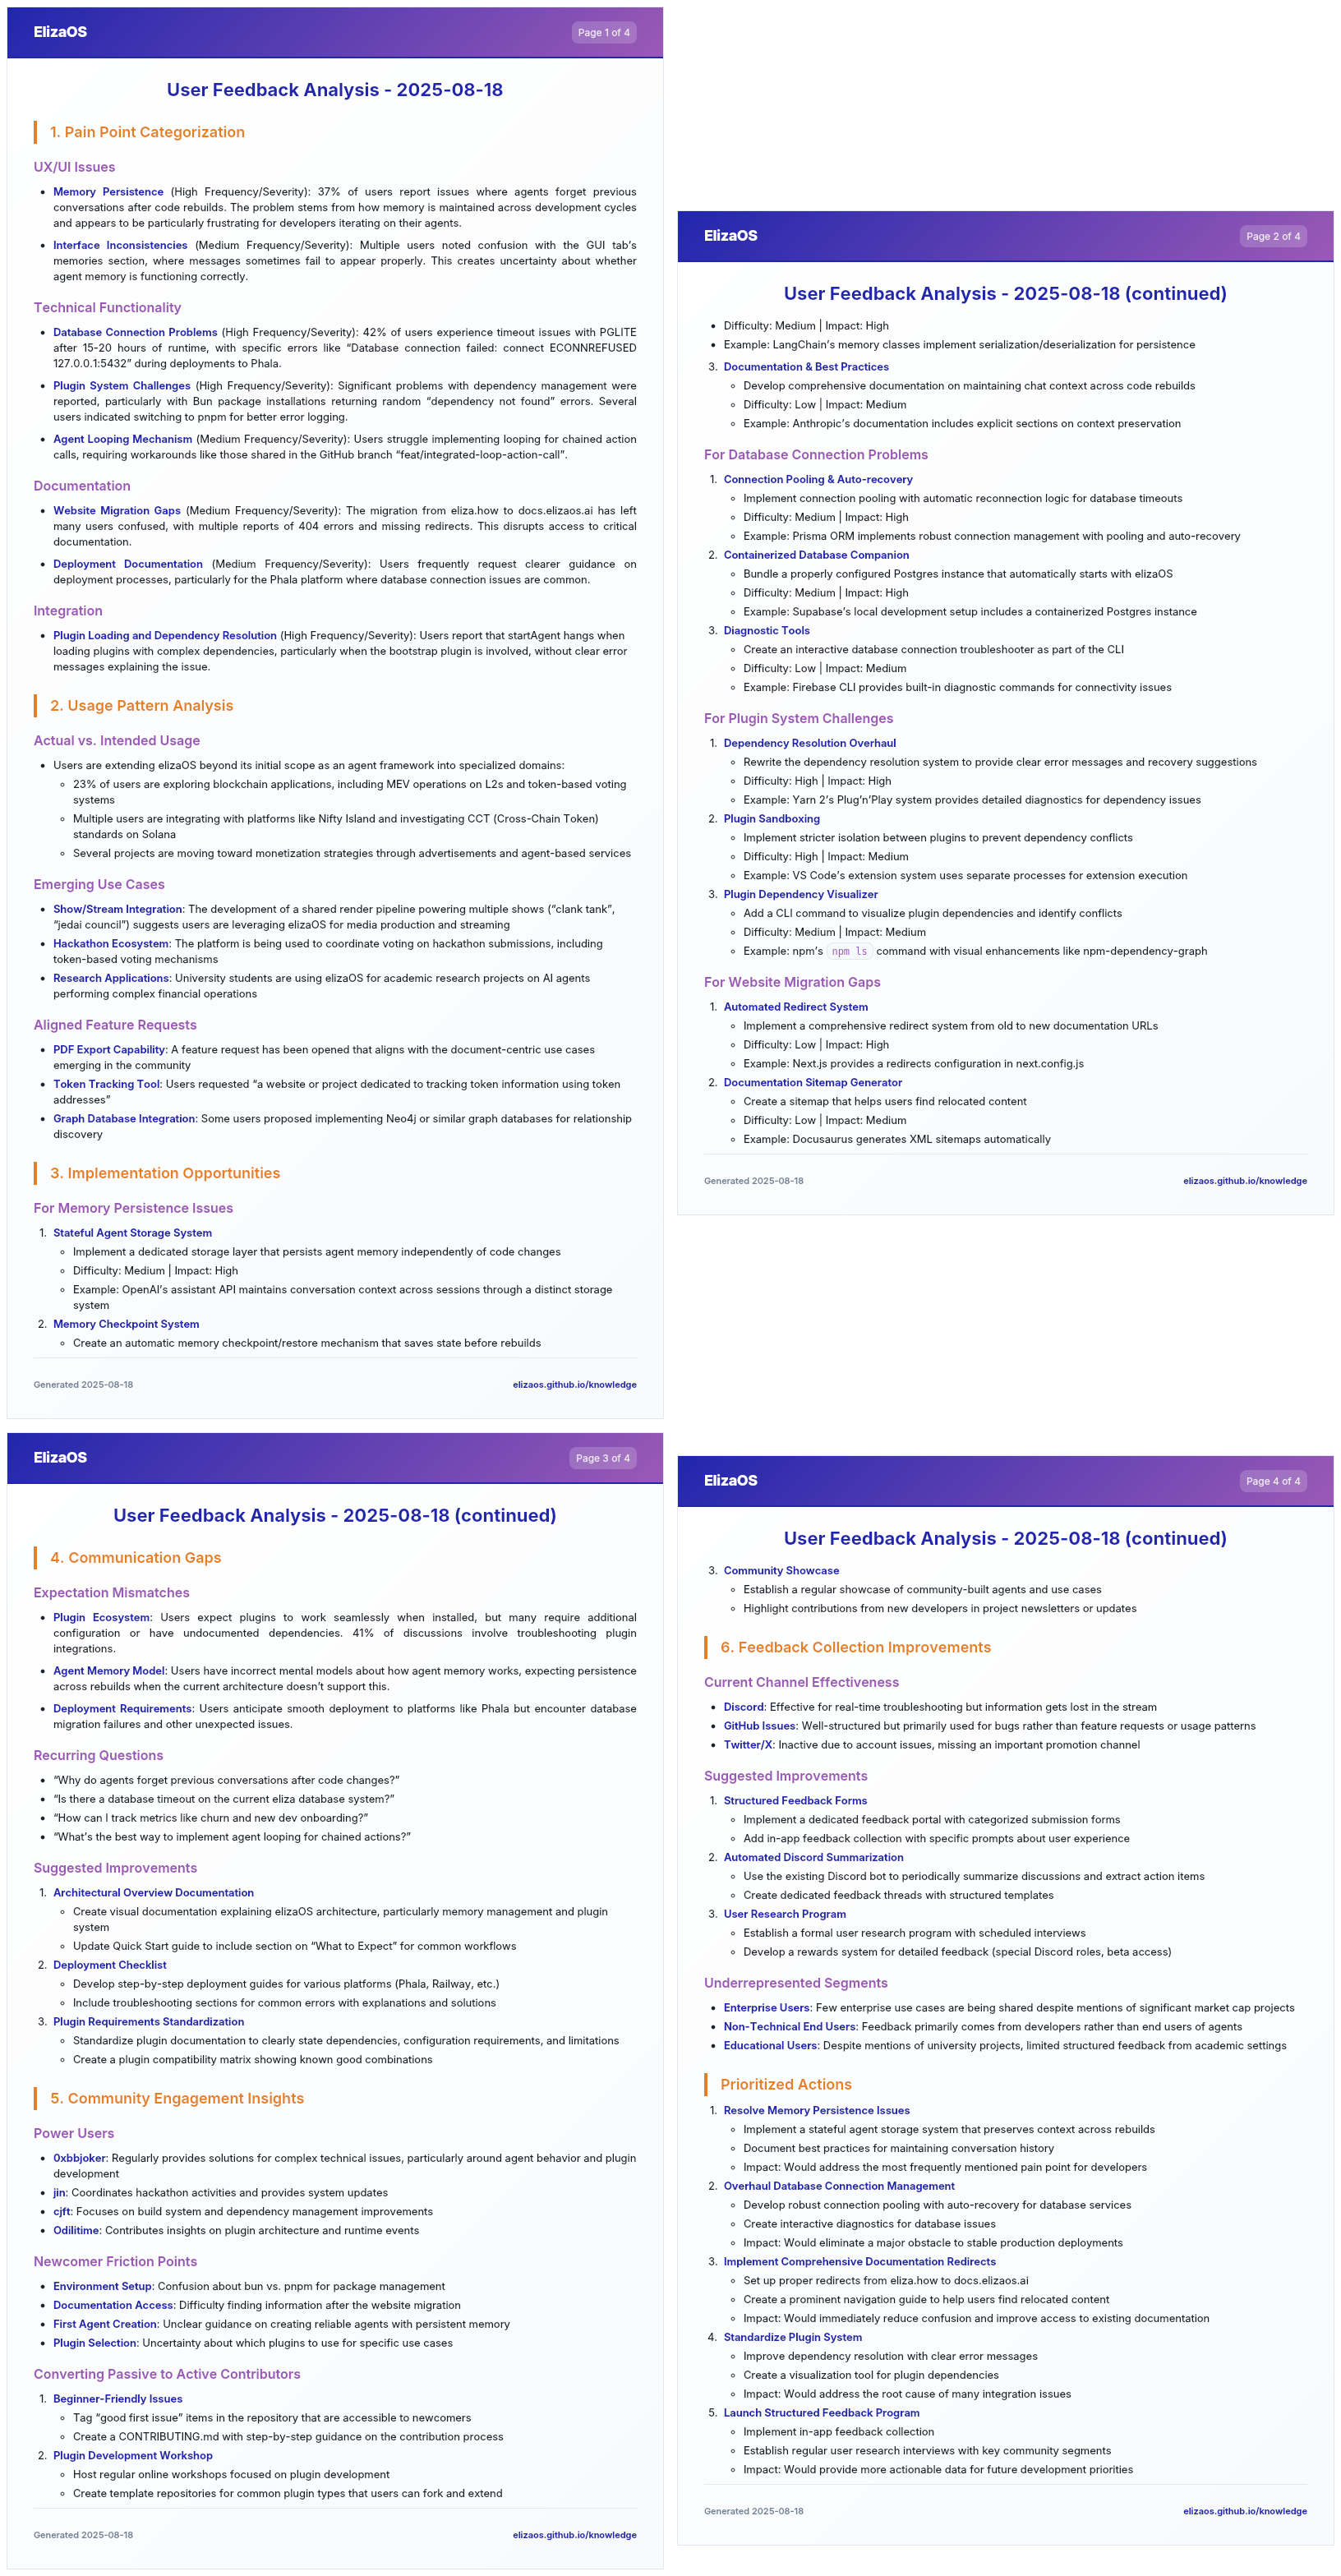 ElizaOS
Page 1 of 4
User Feedback Analysis - 2025-08-18
1. Pain Point Categorization
UX/UI Issues
• Memory Persistence (High Frequency/Severity): 37% of users report issues where agents forget previous
conversations after code rebuilds. The problem stems from how memory is maintained across development cycles
and appears to be particularly frustrating for developers iterating on their agents.
• Interface Inconsistencies (Medium Frequency/Severity): Multiple users noted confusion with the GUI tab's
memories section, where messages sometimes fail to appear properly. This creates uncertainty about whether
agent memory is functioning correctly.
Technical Functionality
• Database Connection Problems (High Frequency/Severity): 42% of users experience timeout issues with PGLITE
after 15-20 hours of runtime, with specific errors like “Database connection failed: connect ECONNREFUSED
127.0.0.1:5432” during deployments to Phala.
• Plugin System Challenges (High Frequency/Severity): Significant problems with dependency management were
reported, particularly with Bun package installations returning random “dependency not found” errors. Several
users indicated switching to pnpm for better error logging.
• Agent Looping Mechanism (Medium Frequency/Severity): Users struggle implementing looping for chained action
calls, requiring workarounds like those shared in the GitHub branch “feat/integrated-loop-action-call”.
Documentation
• Website Migration Gaps (Medium Frequency/Severity): The migration from eliza.how to docs.elizaos.ai has left
many users confused, with multiple reports of 404 errors and missing redirects. This disrupts access to critical
documentation.
• Deployment Documentation (Medium Frequency/Severity): Users frequently request clearer guidance on
deployment processes, particularly for the Phala platform where database connection issues are common.
Integration
• Plugin Loading and Dependency Resolution (High Frequency/Severity): Users report that startAgent hangs when
loading plugins with complex dependencies, particularly when the bootstrap plugin is involved, without clear error
messages explaining the issue.
2. Usage Pattern Analysis
Actual vs. Intended Usage
• Users are extending elizaOS beyond its initial scope as an agent framework into specialized domains:
◦ 23% of users are exploring blockchain applications, including MEV operations on L2s and token-based voting
systems
◦ Multiple users are integrating with platforms like Nifty Island and investigating CCT (Cross-Chain Token)
standards on Solana
◦ Several projects are moving toward monetization strategies through advertisements and agent-based services
Emerging Use Cases
• Show/Stream Integration: The development of a shared render pipeline powering multiple shows (“clank tank”,
“jedai council”) suggests users are leveraging elizaOS for media production and streaming
• Hackathon Ecosystem: The platform is being used to coordinate voting on hackathon submissions, including
token-based voting mechanisms
• Research Applications: University students are using elizaOS for academic research projects on AI agents
performing complex financial operations
Aligned Feature Requests
• PDF Export Capability: A feature request has been opened that aligns with the document-centric use cases
emerging in the community
• Token Tracking Tool: Users requested “a website or project dedicated to tracking token information using token
addresses”
• Graph Database Integration: Some users proposed implementing Neo4j or similar graph databases for relationship
discovery
3. Implementation Opportunities
For Memory Persistence Issues
1. Stateful Agent Storage System
◦ Implement a dedicated storage layer that persists agent memory independently of code changes
◦ Difficulty: Medium | Impact: High
◦ Example: OpenAI's assistant API maintains conversation context across sessions through a distinct storage
system
2. Memory Checkpoint System
◦ Create an automatic memory checkpoint/restore mechanism that saves state before rebuilds
Generated 2025-08-18
elizaos.github.io/knowledge
ElizaOS
Page 2 of 4
User Feedback Analysis - 2025-08-18 (continued)
• Difficulty: Medium | Impact: High
• Example: LangChain's memory classes implement serialization/deserialization for persistence
3. Documentation & Best Practices
◦ Develop comprehensive documentation on maintaining chat context across code rebuilds
◦ Difficulty: Low | Impact: Medium
◦ Example: Anthropic's documentation includes explicit sections on context preservation
For Database Connection Problems
1. Connection Pooling & Auto-recovery
◦ Implement connection pooling with automatic reconnection logic for database timeouts
◦ Difficulty: Medium | Impact: High
◦ Example: Prisma ORM implements robust connection management with pooling and auto-recovery
2. Containerized Database Companion
◦ Bundle a properly configured Postgres instance that automatically starts with elizaOS
◦ Difficulty: Medium | Impact: High
◦ Example: Supabase's local development setup includes a containerized Postgres instance
3. Diagnostic Tools
◦ Create an interactive database connection troubleshooter as part of the CLI
◦ Difficulty: Low | Impact: Medium
◦ Example: Firebase CLI provides built-in diagnostic commands for connectivity issues
For Plugin System Challenges
1. Dependency Resolution Overhaul
◦ Rewrite the dependency resolution system to provide clear error messages and recovery suggestions
◦ Difficulty: High | Impact: High
◦ Example: Yarn 2's Plug'n'Play system provides detailed diagnostics for dependency issues
2. Plugin Sandboxing
◦ Implement stricter isolation between plugins to prevent dependency conflicts
◦ Difficulty: High | Impact: Medium
◦ Example: VS Code's extension system uses separate processes for extension execution
3. Plugin Dependency Visualizer
◦ Add a CLI command to visualize plugin dependencies and identify conflicts
◦ Difficulty: Medium | Impact: Medium
◦ Example: npm's npm ls command with visual enhancements like npm-dependency-graph
For Website Migration Gaps
1. Automated Redirect System
◦ Implement a comprehensive redirect system from old to new documentation URLs
◦ Difficulty: Low | Impact: High
◦ Example: Next.js provides a redirects configuration in next.config.js
2. Documentation Sitemap Generator
◦ Create a sitemap that helps users find relocated content
◦ Difficulty: Low | Impact: Medium
◦ Example: Docusaurus generates XML sitemaps automatically
Generated 2025-08-18
elizaos.github.io/knowledge
ElizaOS
Page 3 of 4
User Feedback Analysis - 2025-08-18 (continued)
4. Communication Gaps
Expectation Mismatches
• Plugin Ecosystem: Users expect plugins to work seamlessly when installed, but many require additional
configuration or have undocumented dependencies. 41% of discussions involve troubleshooting plugin
integrations.
• Agent Memory Model: Users have incorrect mental models about how agent memory works, expecting persistence
across rebuilds when the current architecture doesn't support this.
• Deployment Requirements: Users anticipate smooth deployment to platforms like Phala but encounter database
migration failures and other unexpected issues.
Recurring Questions
• “Why do agents forget previous conversations after code changes?”
• “Is there a database timeout on the current eliza database system?”
• “How can I track metrics like churn and new dev onboarding?”
• “What's the best way to implement agent looping for chained actions?”
Suggested Improvements
1. Architectural Overview Documentation
◦ Create visual documentation explaining elizaOS architecture, particularly memory management and plugin
system
◦ Update Quick Start guide to include section on “What to Expect” for common workflows
2. Deployment Checklist
◦ Develop step-by-step deployment guides for various platforms (Phala, Railway, etc.)
◦ Include troubleshooting sections for common errors with explanations and solutions
3. Plugin Requirements Standardization
◦ Standardize plugin documentation to clearly state dependencies, configuration requirements, and limitations
◦ Create a plugin compatibility matrix showing known good combinations
5. Community Engagement Insights
Power Users
• 0xbbjoker: Regularly provides solutions for complex technical issues, particularly around agent behavior and plugin
development
• jin: Coordinates hackathon activities and provides system updates
• cjft: Focuses on build system and dependency management improvements
• Odilitime: Contributes insights on plugin architecture and runtime events
Newcomer Friction Points
• Environment Setup: Confusion about bun vs. pnpm for package management
• Documentation Access: Difficulty finding information after the website migration
• First Agent Creation: Unclear guidance on creating reliable agents with persistent memory
• Plugin Selection: Uncertainty about which plugins to use for specific use cases
Converting Passive to Active Contributors
1. Beginner-Friendly Issues
◦ Tag “good first issue” items in the repository that are accessible to newcomers
◦ Create a CONTRIBUTING.md with step-by-step guidance on the contribution process
2. Plugin Development Workshop
◦ Host regular online workshops focused on plugin development
◦ Create template repositories for common plugin types that users can fork and extend
Generated 2025-08-18
elizaos.github.io/knowledge
ElizaOS
Page 4 of 4
User Feedback Analysis - 2025-08-18 (continued)
3. Community Showcase
◦ Establish a regular showcase of community-built agents and use cases
◦ Highlight contributions from new developers in project newsletters or updates
6. Feedback Collection Improvements
Current Channel Effectiveness
• Discord: Effective for real-time troubleshooting but information gets lost in the stream
• GitHub Issues: Well-structured but primarily used for bugs rather than feature requests or usage patterns
• Twitter/X: Inactive due to account issues, missing an important promotion channel
Suggested Improvements
1. Structured Feedback Forms
◦ Implement a dedicated feedback portal with categorized submission forms
◦ Add in-app feedback collection with specific prompts about user experience
2. Automated Discord Summarization
◦ Use the existing Discord bot to periodically summarize discussions and extract action items
◦ Create dedicated feedback threads with structured templates
3. User Research Program
◦ Establish a formal user research program with scheduled interviews
◦ Develop a rewards system for detailed feedback (special Discord roles, beta access)
Underrepresented Segments
• Enterprise Users: Few enterprise use cases are being shared despite mentions of significant market cap projects
• Non-Technical End Users: Feedback primarily comes from developers rather than end users of agents
• Educational Users: Despite mentions of university projects, limited structured feedback from academic settings
Prioritized Actions
1. Resolve Memory Persistence Issues
◦ Implement a stateful agent storage system that preserves context across rebuilds
◦ Document best practices for maintaining conversation history
◦ Impact: Would address the most frequently mentioned pain point for developers
2. Overhaul Database Connection Management
◦ Develop robust connection pooling with auto-recovery for database services
◦ Create interactive diagnostics for database issues
◦ Impact: Would eliminate a major obstacle to stable production deployments
3. Implement Comprehensive Documentation Redirects
◦ Set up proper redirects from eliza.how to docs.elizaos.ai
◦ Create a prominent navigation guide to help users find relocated content
◦ Impact: Would immediately reduce confusion and improve access to existing documentation
4. Standardize Plugin System
◦ Improve dependency resolution with clear error messages
◦ Create a visualization tool for plugin dependencies
◦ Impact: Would address the root cause of many integration issues
5. Launch Structured Feedback Program
◦ Implement in-app feedback collection
◦ Establish regular user research interviews with key community segments
◦ Impact: Would provide more actionable data for future development priorities
Generated 2025-08-18
elizaos.github.io/knowledge